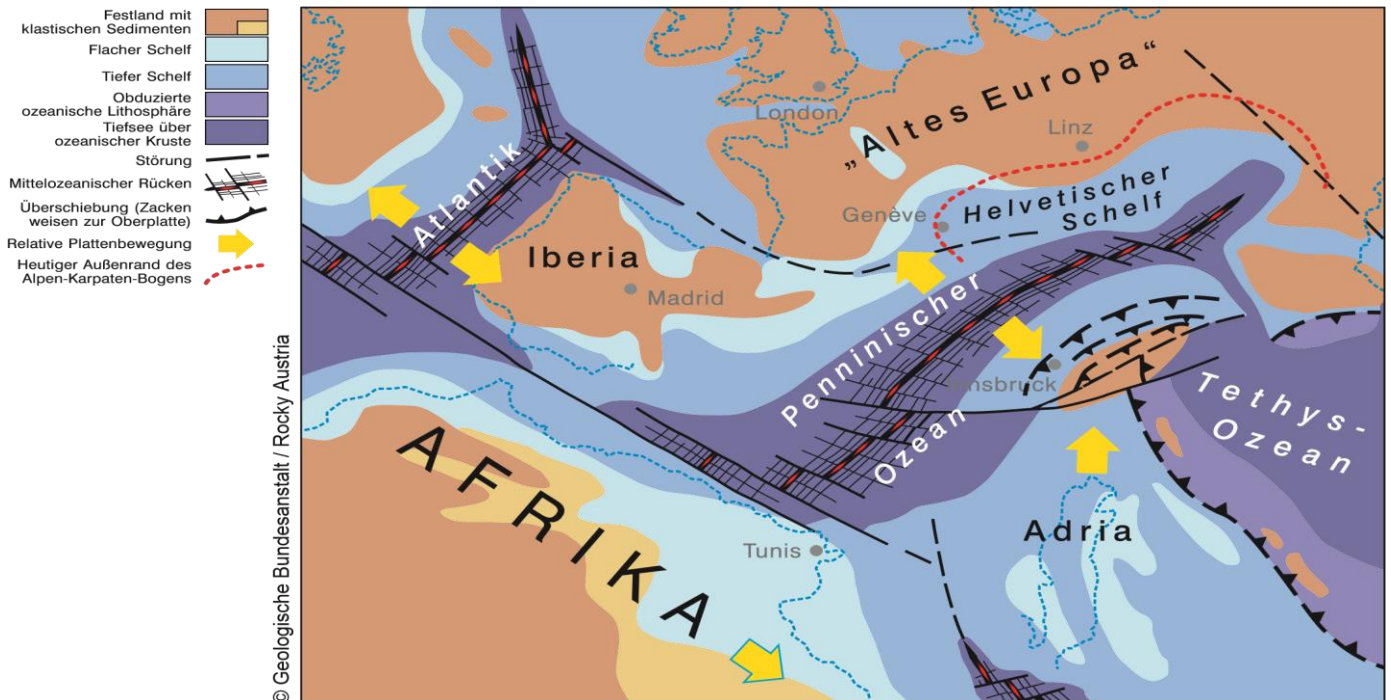 Festland mit
klastischen Sedimenten
Flacher Schelf
Tiefer Schelf
Obduzierte
ozeanische Lithosphäre
Tiefsee über
ozeanischer Kruste
Störung
Mittelozeanischer Rücken
Überschiebung (Zacken
weisen zur Oberplatte)
Relative Plattenbewegung
Heutiger Außenrand des
Alpen-Karpaten-Bogens
© Geologische Bundesanstalt / Rocky Austria
"Altes Europa"
London
Linz
Atlantik
Genève
Helvetischer
Schelf
Iberia
Madrid
Penninischer
Ozean
Innsbruck
Tethys-
Ozean
AFRIKA
Adria
Tunis